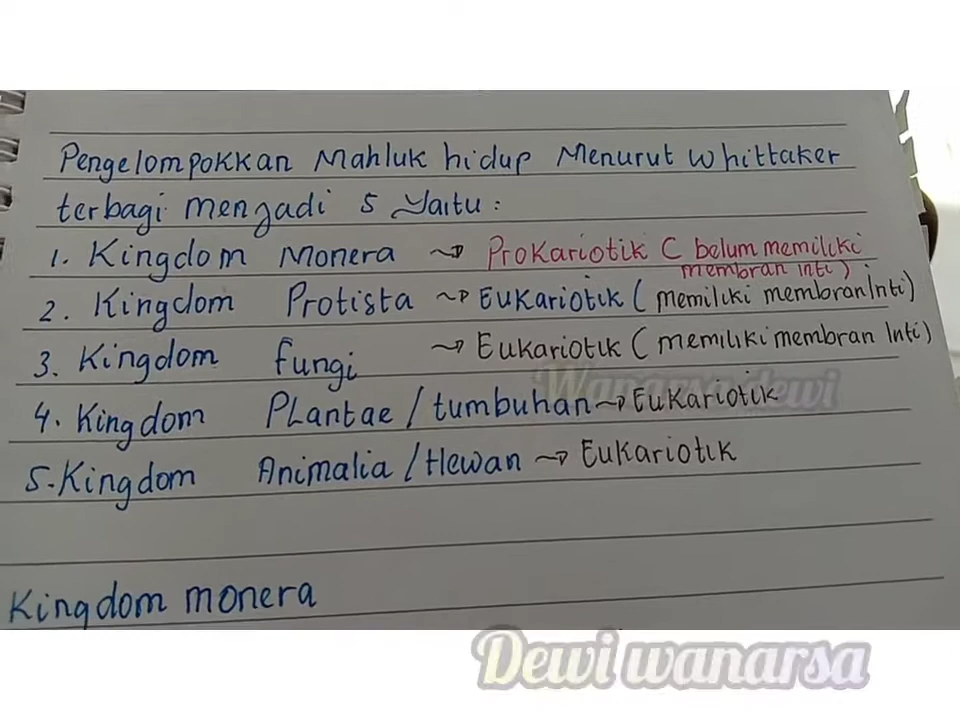 Pengelompokkan Mahluk hidup Menurut Whittaker
terbagi menjadi 5 Yaitu :
1. Kingdom Monera ~> Prokariotik ( belum memiliki
membran inti )
2. Kingdom Protista ~> Eukariotik ( memiliki membran Inti)
3. Kingdom fungi ~> Eukariotik ( memiliki membran Inti)
4. Kingdom PLantae / tumbuhan ~> Eukariotik
5. Kingdom Animalia / Hewan ~> Eukariotik
Wanarsa dewi
Kingdom monera
Dewi wanarsa